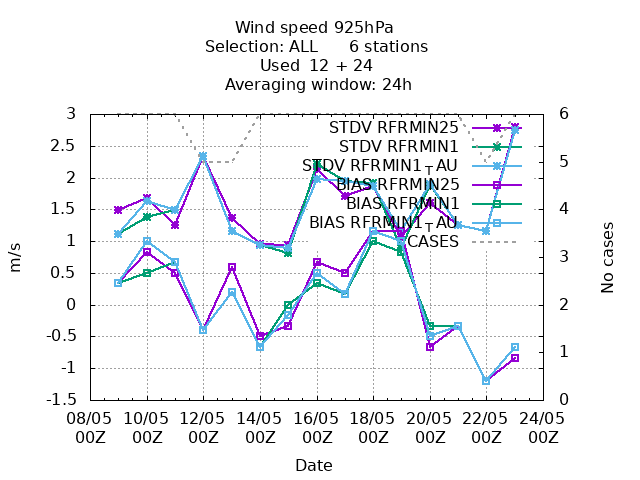 Wind speed 925hPa
Selection: ALL 6 stations
Used 12 + 24
Averaging window: 24h
3
2.5
2
1.5
1
0.5
0
-0.5
-1
-1.5
m/s
STDV RFRMIN25
STDV RFRMIN1
STDV RFRMIN1┬AU
BIAS RFRMIN25
BIAS RFRMIN1
BIAS RFRMIN1┬AU
CASES
6
5
4
3
2
1
0
No cases
08/05 10/05 12/05 14/05 16/05 18/05 20/05 22/05 24/05
00Z 00Z 00Z 00Z 00Z 00Z 00Z 00Z 00Z
Date